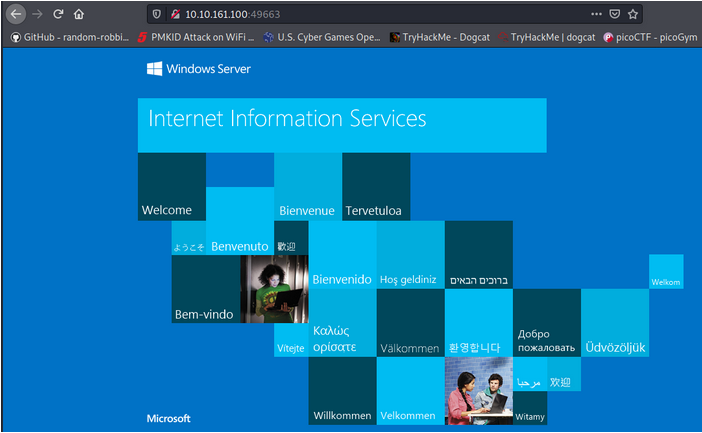 10.10.161.100:49663
GitHub - random-robbi...
PMKID Attack on WiFi ...
U.S. Cyber Games Ope...
TryHackMe - Dogcat
TryHackMe | dogcat
picoCTF - picoGym
Windows Server
Internet Information Services
Welcome
Bienvenue
Tervetuloa
ようこそ
Benvenuto
歡迎
Bienvenido
Hoş geldiniz
ברוכים הבאים
Welkom
Bem-vindo
Vítejte
Καλώς
ορίσατε
Välkommen
환영합니다
Добро
пожаловать
Üdvözöljük
مرحبا
欢迎
Willkommen
Velkommen
Witamy
Microsoft